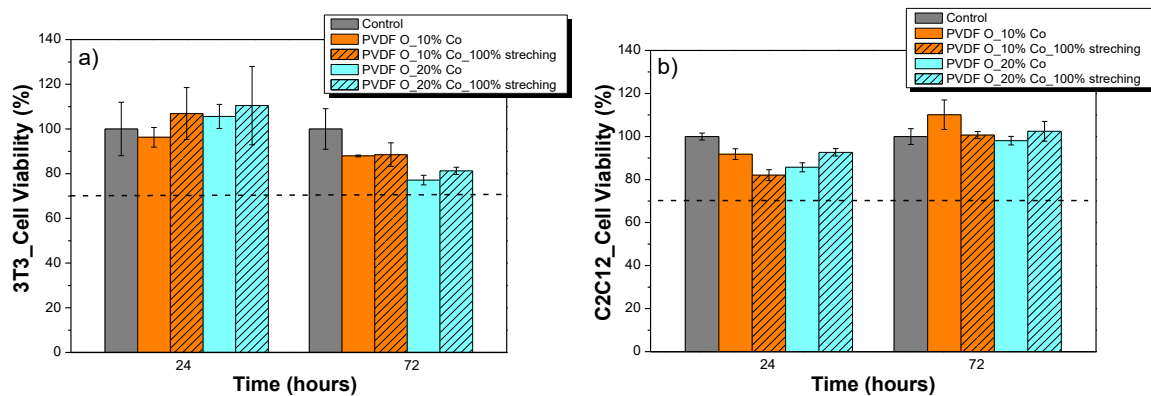 Control
PVDF O_10% Co
PVDF O_10% Co_100% streching
PVDF O_20% Co
PVDF O_20% Co_100% streching
a)
140
120
100
80
60
40
20
0
3T3_Cell Viability (%)
24
72
Time (hours)
Control
PVDF O_10% Co
PVDF O_10% Co_100% streching
PVDF O_20% Co
PVDF O_20% Co_100% streching
b)
140
120
100
80
60
40
20
0
C2C12_Cell Viability (%)
24
72
Time (hours)